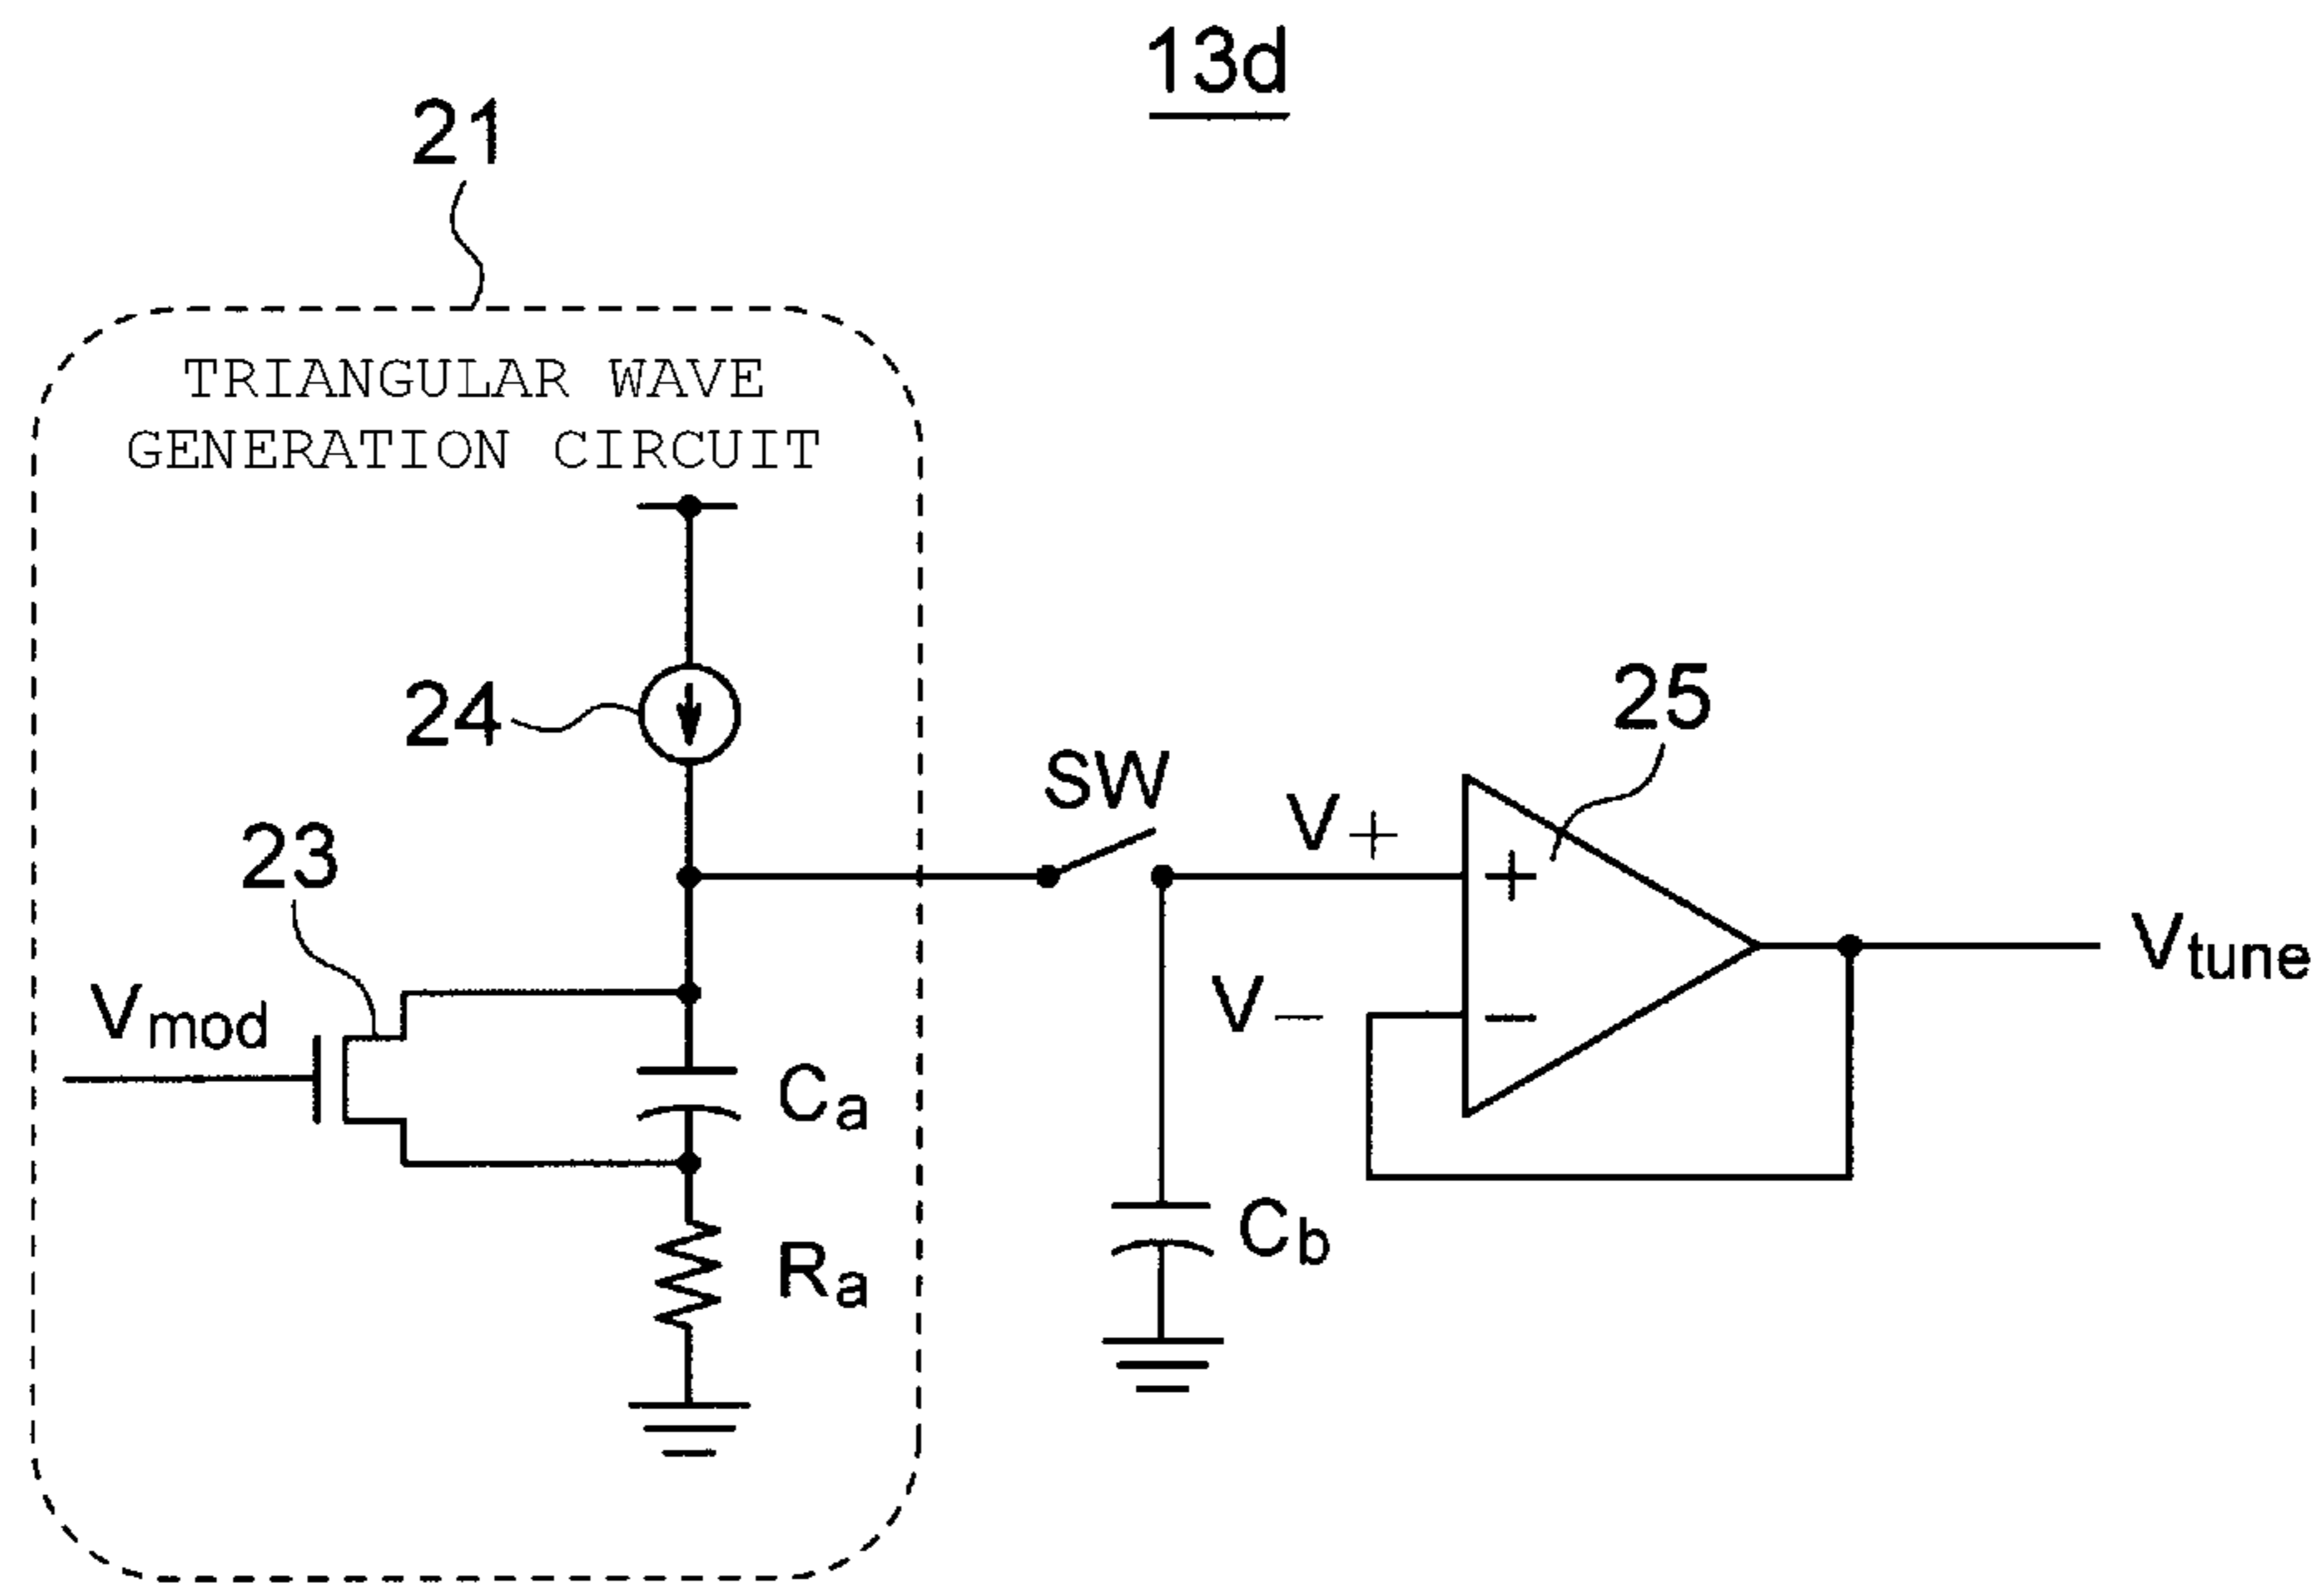 13d
21
TRIANGULAR WAVE
GENERATION CIRCUIT
24
25
SW
V+
23
+
Vtune
Vmod
V−
−
Ca
Cb
Ra